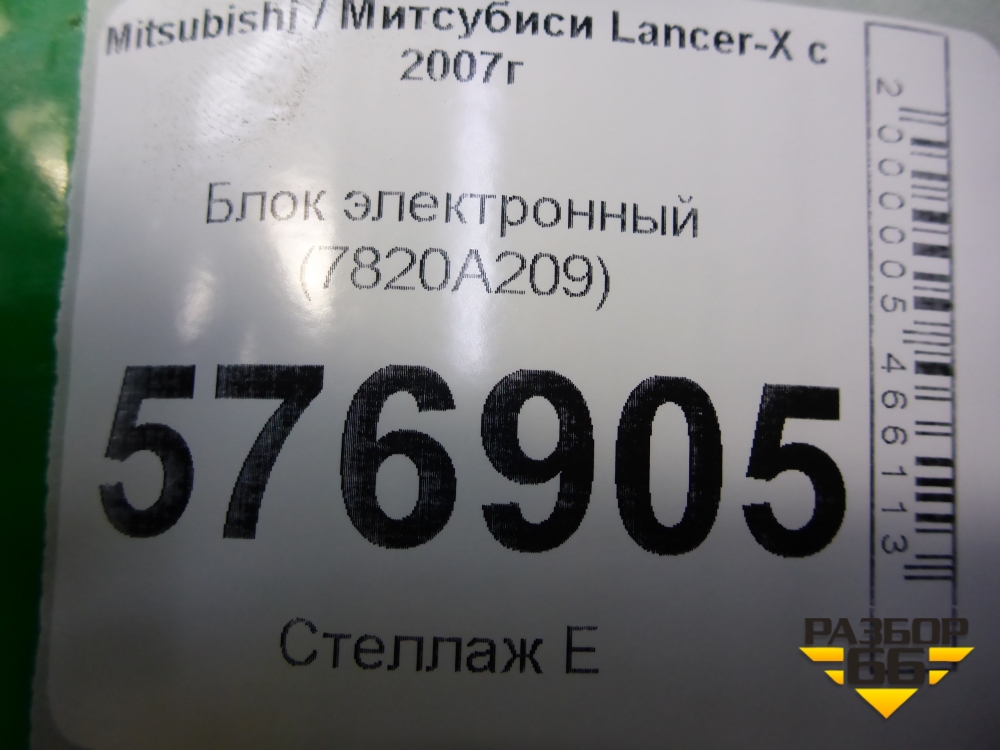 Mitsubishi / Митсубиси Lancer-X с
2007г
Блок электронный
(7820A209)
576905
Стеллаж Е
2000005466113
РАЗБОР
66